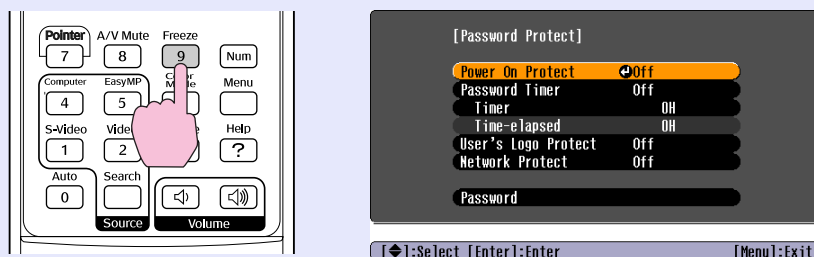 Pointer A/V Mute Freeze
7 8 9 Num
Computer EasyMP Menu
4 5
S-Video Help
1 2 ?
Auto Search
0
Source Volume
[Password Protect]
Power On Protect Off
Password Timer Off
Timer 0H
Time-elapsed 0H
User's Logo Protect Off
Network Protect Off
Password
[◆]:Select [Enter]:Enter [Menu]:Exit